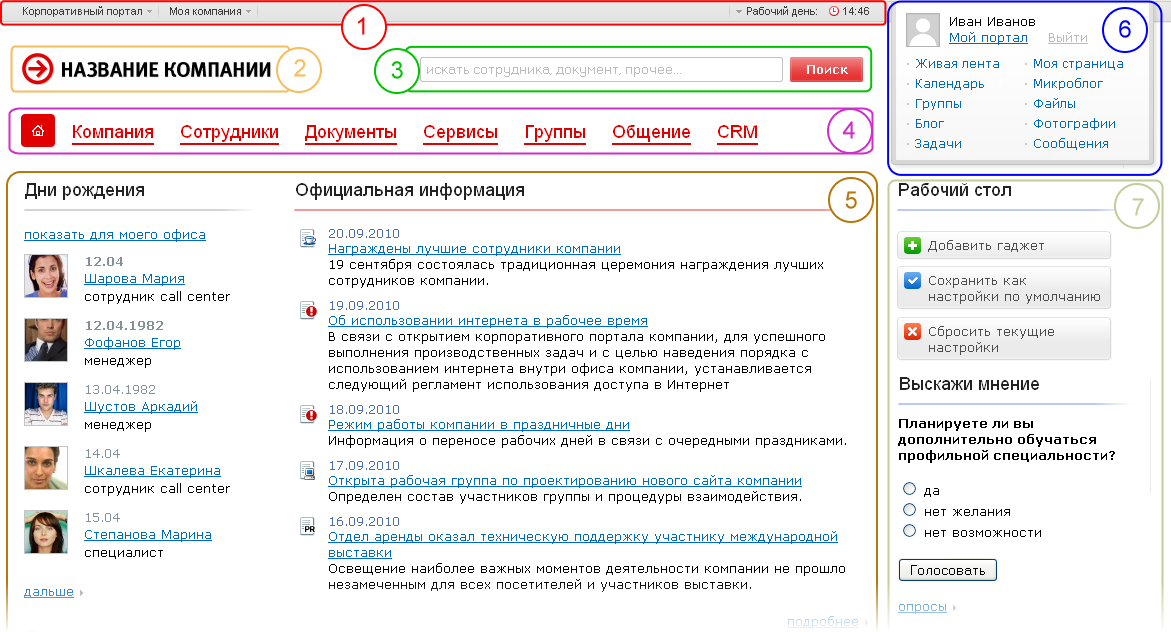 Корпоративный портал
Моя компания
Рабочий день: 14:46
1
НАЗВАНИЕ КОМПАНИИ
2
3
искать сотрудника, документ, прочее...
Поиск
Компания
Сотрудники
Документы
Сервисы
Группы
Общение
CRM
4
Иван Иванов
Мой портал
Выйти
6
Живая лента
Моя страница
Календарь
Микроблог
Группы
Файлы
Блог
Фотографии
Задачи
Сообщения
Дни рождения
показать для моего офиса
12.04
Шарова Мария
сотрудник call center
12.04.1982
Фофанов Егор
менеджер
13.04.1982
Шустов Аркадий
менеджер
14.04
Шкалева Екатерина
сотрудник call center
15.04
Степанова Марина
специалист
дальше
Официальная информация
5
20.09.2010
Награждены лучшие сотрудники компании
19 сентября состоялась традиционная церемония награждения лучших
сотрудников компании.
19.09.2010
Об использовании интернета в рабочее время
В связи с открытием корпоративного портала компании, для успешного
выполнения производственных задач и с целью наведения порядка с
использованием интернета внутри офиса компании, устанавливается
следующий регламент использования доступа в Интернет
18.09.2010
Режим работы компании в праздничные дни
Информация о переносе рабочих дней в связи с очередными праздниками.
17.09.2010
Открыта рабочая группа по проектированию нового сайта компании
Определен состав участников группы и процедуры взаимодействия.
PR
16.09.2010
Отдел аренды оказал техническую поддержку участнику международной
выставки
Освещение наиболее важных моментов деятельности компании не прошло
незамеченным для всех посетителей и участников выставки.
подробнее
Рабочий стол
7
Добавить гаджет
Сохранить как
настройки по умолчанию
Сбросить текущие
настройки
Выскажи мнение
Планируете ли вы
дополнительно обучаться
профильной специальности?
да
нет желания
нет возможности
Голосовать
опросы